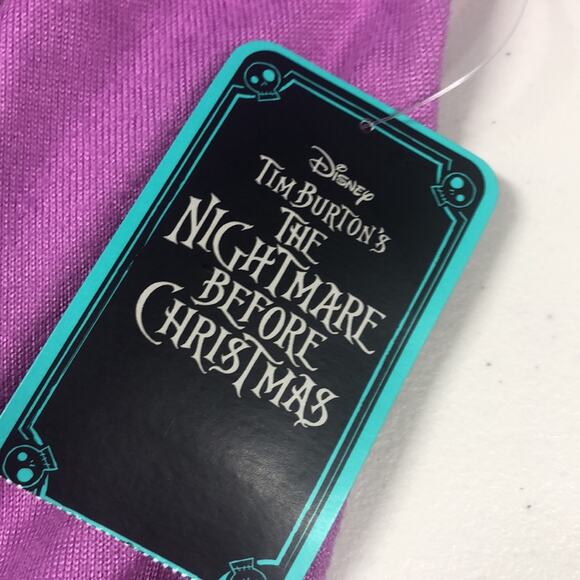 Disney
TIM BURTON'S
THE
NIGHTMARE
BEFORE
CHRISTMAS